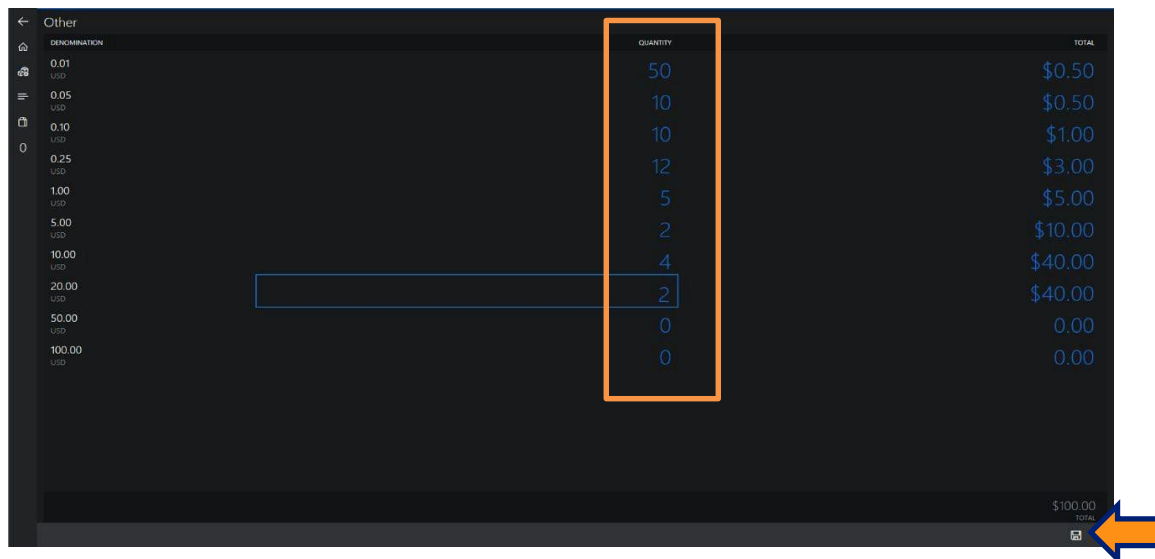 Other
DENOMINATION QUANTITY TOTAL
0.01 50 $0.50
USD
0.05 10 $0.50
USD
0.10 10 $1.00
USD
0.25 12 $3.00
USD
1.00 5 $5.00
USD
5.00 2 $10.00
USD
10.00 4 $40.00
USD
20.00 2 $40.00
USD
50.00 0 0.00
USD
100.00 0 0.00
USD
0
$100.00
TOTAL